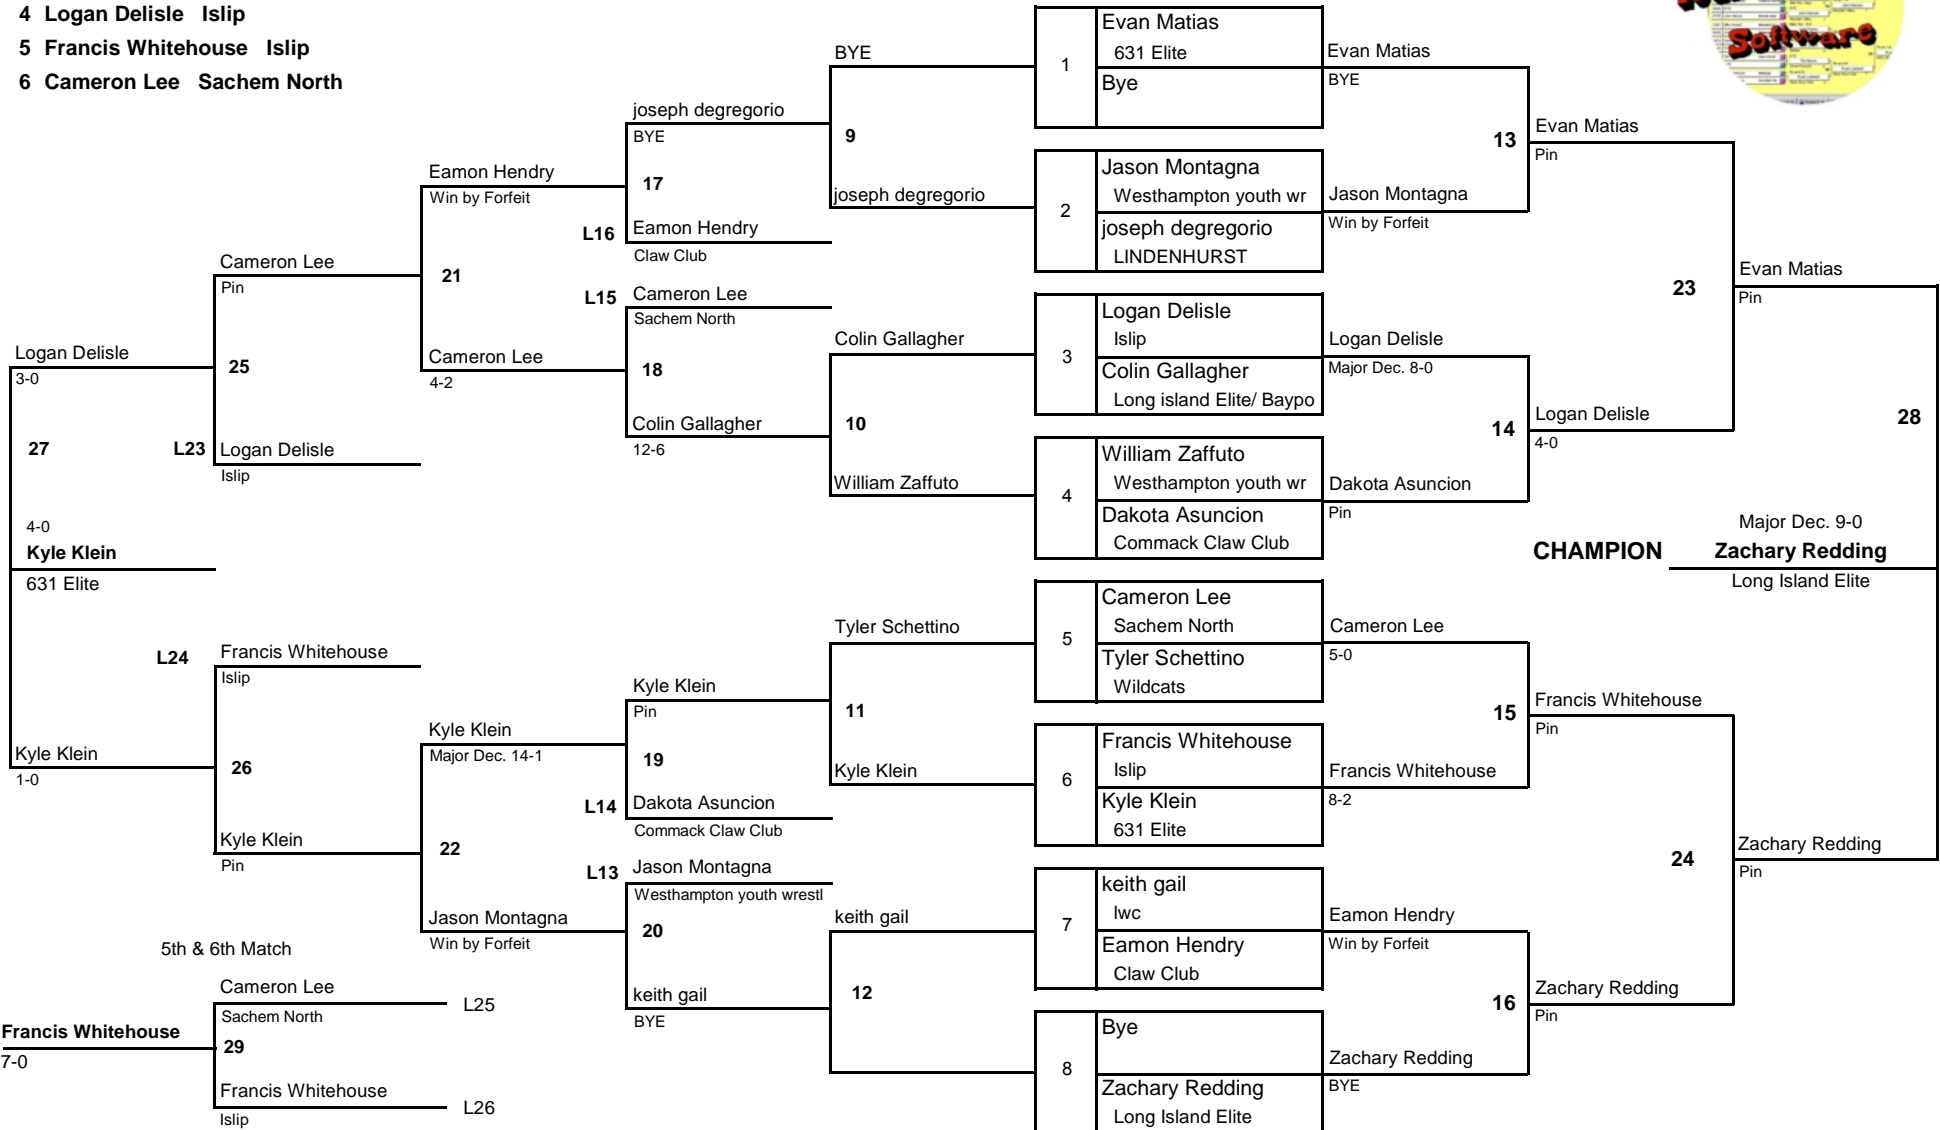 4 Logan Delisle Islip
5 Francis Whitehouse Islip
6 Cameron Lee Sachem North
Software
Logan Delisle
3-0
27
4-0
Kyle Klein
631 Elite
Kyle Klein
1-0
5th & 6th Match
Francis Whitehouse
7-0
Cameron Lee
Pin
25
L23 Logan Delisle
Islip
L24
Francis Whitehouse
Islip
26
Kyle Klein
Pin
Cameron Lee
L25
Sachem North
29
Francis Whitehouse
L26
Islip
Eamon Hendry
Win by Forfeit
21
Cameron Lee
4-2
Kyle Klein
Major Dec. 14-1
22
Jason Montagna
Win by Forfeit
joseph degregorio
BYE
17
L16 Eamon Hendry
Claw Club
L15 Cameron Lee
Sachem North
18
Colin Gallagher
12-6
Kyle Klein
Pin
19
L14 Dakota Asuncion
Commack Claw Club
L13 Jason Montagna
Westhampton youth wrestl
20
keith gail
BYE
BYE
9
joseph degregorio
Colin Gallagher
10
William Zaffuto
Tyler Schettino
11
Kyle Klein
keith gail
12
1
Evan Matias
631 Elite
Bye
2
Jason Montagna
Westhampton youth wr
joseph degregorio
LINDENHURST
3
Logan Delisle
Islip
Colin Gallagher
Long island Elite/ Baypo
4
William Zaffuto
Westhampton youth wr
Dakota Asuncion
Commack Claw Club
5
Cameron Lee
Sachem North
Tyler Schettino
Wildcats
6
Francis Whitehouse
Islip
Kyle Klein
631 Elite
7
keith gail
lwc
Eamon Hendry
Claw Club
8
Bye
Zachary Redding
Long Island Elite
Evan Matias
BYE
13
Jason Montagna
Win by Forfeit
Logan Delisle
Major Dec. 8-0
14
Dakota Asuncion
Pin
Cameron Lee
5-0
15
Francis Whitehouse
8-2
Eamon Hendry
Win by Forfeit
16
Zachary Redding
BYE
Evan Matias
Pin
23
Logan Delisle
4-0
Francis Whitehouse
Pin
24
Zachary Redding
Pin
Evan Matias
Pin
28
Major Dec. 9-0
CHAMPION Zachary Redding
Long Island Elite
Zachary Redding
Pin